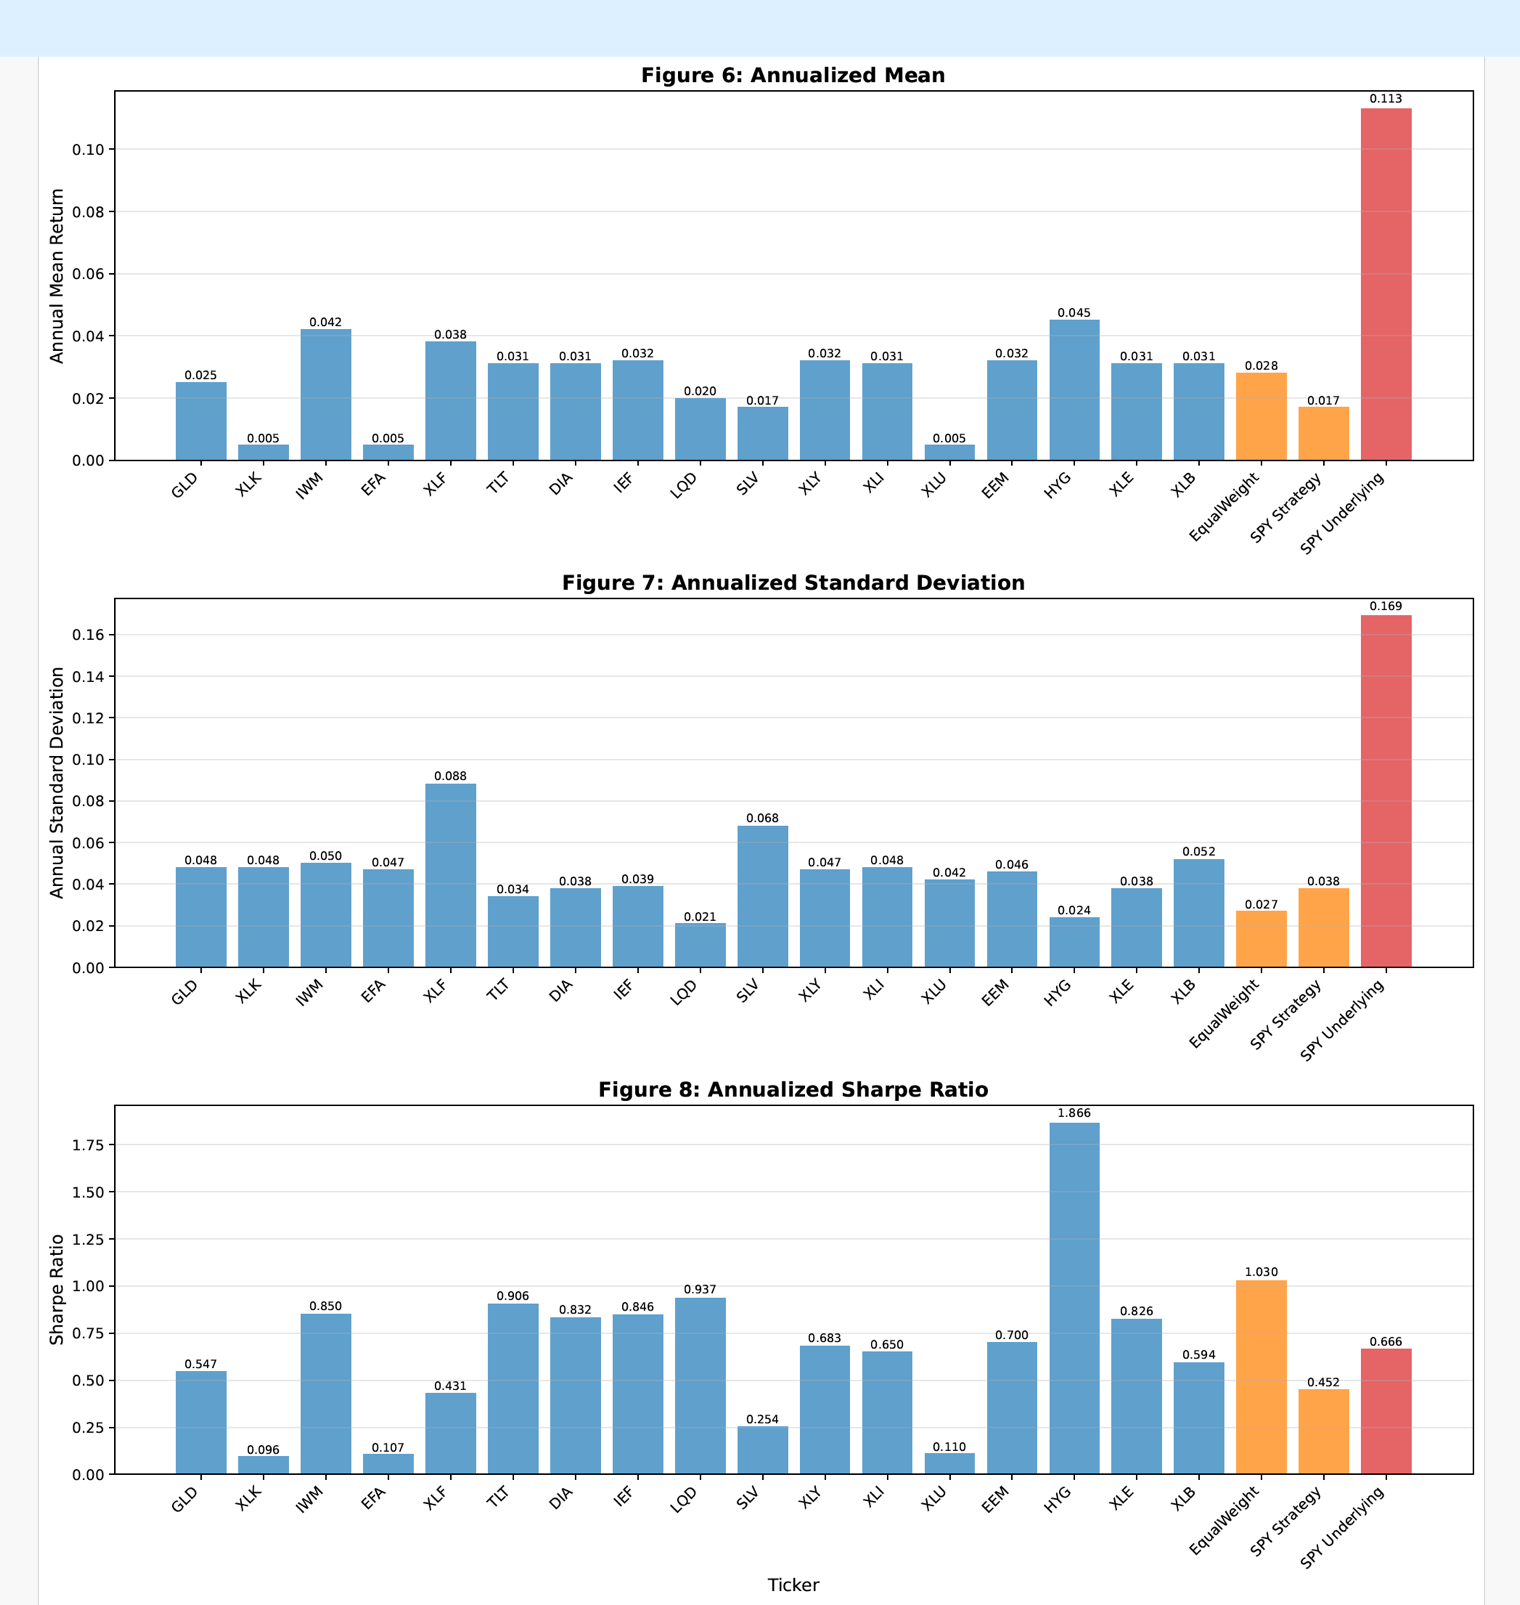 Figure 6: Annualized Mean
Annual Mean Return
0.10
0.08
0.06
0.04
0.02
0.00
0.025 0.005 0.042 0.005 0.038 0.031 0.031 0.032 0.020 0.017 0.032 0.031 0.005 0.032 0.045 0.031 0.031 0.028 0.017 0.113
GLD XLK IWM EFA XLF TLT DIA IEF LQD SLV XLY XLI XLU EEM HYG XLE XLB EqualWeight SPY Strategy SPY Underlying
Figure 7: Annualized Standard Deviation
Annual Standard Deviation
0.16
0.14
0.12
0.10
0.08
0.06
0.04
0.02
0.00
0.048 0.048 0.050 0.047 0.088 0.034 0.038 0.039 0.021 0.068 0.047 0.048 0.042 0.046 0.024 0.038 0.052 0.027 0.038 0.169
GLD XLK IWM EFA XLF TLT DIA IEF LQD SLV XLY XLI XLU EEM HYG XLE XLB EqualWeight SPY Strategy SPY Underlying
Figure 8: Annualized Sharpe Ratio
Sharpe Ratio
1.75
1.50
1.25
1.00
0.75
0.50
0.25
0.00
0.547 0.096 0.850 0.107 0.431 0.906 0.832 0.846 0.937 0.254 0.683 0.650 0.110 0.700 1.866 0.826 0.594 1.030 0.452 0.666
GLD XLK IWM EFA XLF TLT DIA IEF LQD SLV XLY XLI XLU EEM HYG XLE XLB EqualWeight SPY Strategy SPY Underlying
Ticker